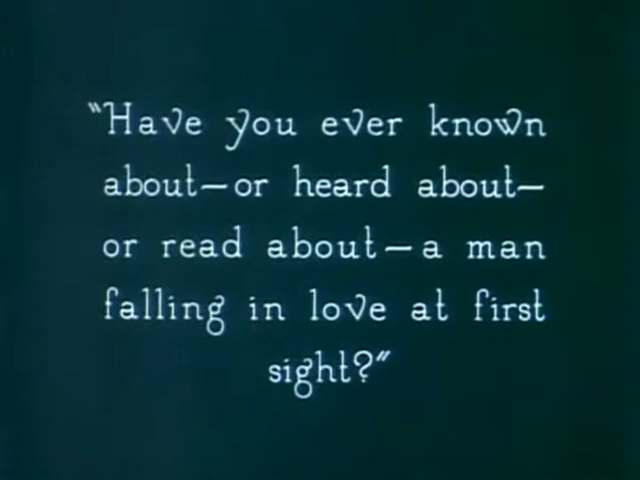 "Have you ever known
about—or heard about—
or read about—a man
falling in love at first
sight?"